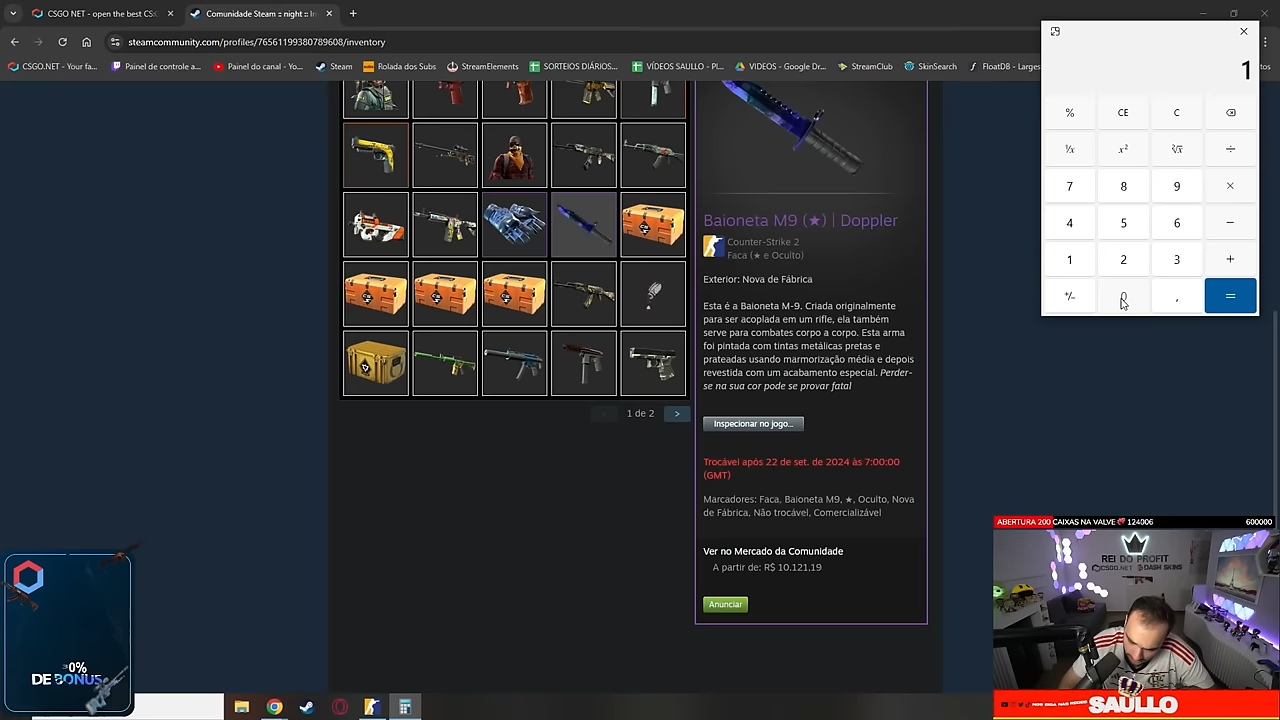 CSGO NET - open the best CS
Comunidade Steam :: night :: In
steamcommunity.com/profiles/76561199380789608/inventory
CSGO.NET - Your fa...
Painel de controle a...
Painel do canal - Yo...
Steam
Rolada dos Subs
StreamElements
SORTEIOS DIÁRIOS...
VÍDEOS SAULLO - PL...
VIDEOS - Google Dr...
StreamClub
SkinSearch
FloatDB - Larges
tos
1
%
CE
C
¹/x
x²
²√x
÷
7
8
9
×
4
5
6
−
1
2
3
+
+/−
0
,
=
Baioneta M9 (★) | Doppler
Counter-Strike 2
Faca (★ e Oculto)
Exterior: Nova de Fábrica
Esta é a Baioneta M-9. Criada originalmente
para ser acoplada em um rifle, ela também
serve para combates corpo a corpo. Esta arma
foi pintada com tintas metálicas pretas e
prateadas usando marmorização média e depois
revestida com um acabamento especial. Perder-
se na sua cor pode se provar fatal
1 de 2
>
Inspecionar no jogo...
Trocável após 22 de set. de 2024 às 7:00:00
(GMT)
Marcadores: Faca, Baioneta M9, ★, Oculto, Nova
de Fábrica, Não trocável, Comercializável
Ver no Mercado da Comunidade
A partir de: R$ 10.121,19
Anunciar
ABERTURA 200 CAIXAS NA VALVE 124006
600000
REI DO PROFIT
CSGO.NET DASH SKINS
0%
DE BONUS
SAULLO